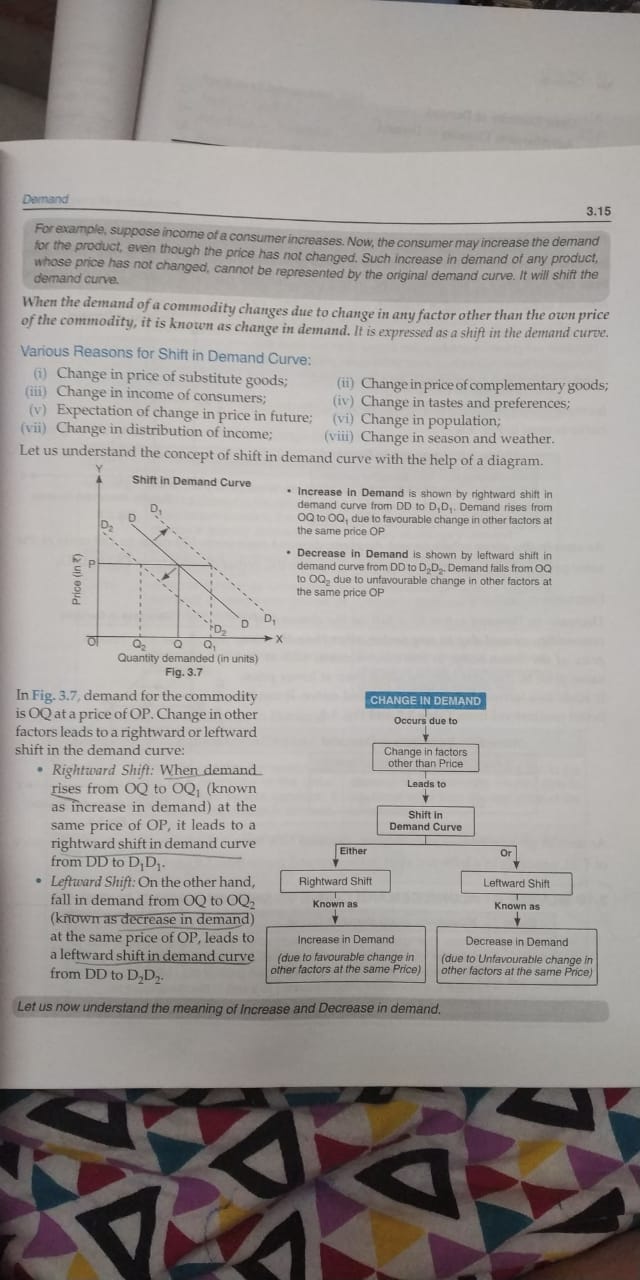 Demand
3.15
For example, suppose income of a consumer increases. Now, the consumer may increase the demand
for the product, even though the price has not changed. Such increase in demand of any product,
whose price has not changed, cannot be represented by the original demand curve. It will shift the
demand curve.
When the demand of a commodity changes due to change in any factor other than the own price
of the commodity, it is known as change in demand. It is expressed as a shift in the demand curve.
Various Reasons for Shift in Demand Curve:
(i) Change in price of substitute goods;
(ii) Change in price of complementary goods;
(iii) Change in income of consumers;
(iv) Change in tastes and preferences;
(v) Expectation of change in price in future;
(vi) Change in population;
(vii) Change in distribution of income;
(viii) Change in season and weather.
Let us understand the concept of shift in demand curve with the help of a diagram.
Y
Shift in Demand Curve
D₂
D
D₁
P
Price (in ₹)
D₂
D
D₁
O
Q₂
Q
Q₁
X
Quantity demanded (in units)
Fig. 3.7
• Increase in Demand is shown by rightward shift in
demand curve from DD to D₁D₁. Demand rises from
OQ to OQ₁ due to favourable change in other factors at
the same price OP
• Decrease in Demand is shown by leftward shift in
demand curve from DD to D₂D₂. Demand falls from OQ
to OQ₂ due to unfavourable change in other factors at
the same price OP
In Fig. 3.7, demand for the commodity
is OQ at a price of OP. Change in other
factors leads to a rightward or leftward
shift in the demand curve:
• Rightward Shift: When demand
rises from OQ to OQ₁ (known
as increase in demand) at the
same price of OP, it leads to a
rightward shift in demand curve
from DD to D₁D₁.
• Leftward Shift: On the other hand,
fall in demand from OQ to OQ₂
(known as decrease in demand)
at the same price of OP, leads to
a leftward shift in demand curve
from DD to D₂D₂.
CHANGE IN DEMAND
Occurs due to
Change in factors
other than Price
Leads to
Shift in
Demand Curve
Either
Or
Rightward Shift
Leftward Shift
Known as
Known as
Increase in Demand
(due to favourable change in
other factors at the same Price)
Decrease in Demand
(due to Unfavourable change in
other factors at the same Price)
Let us now understand the meaning of Increase and Decrease in demand.